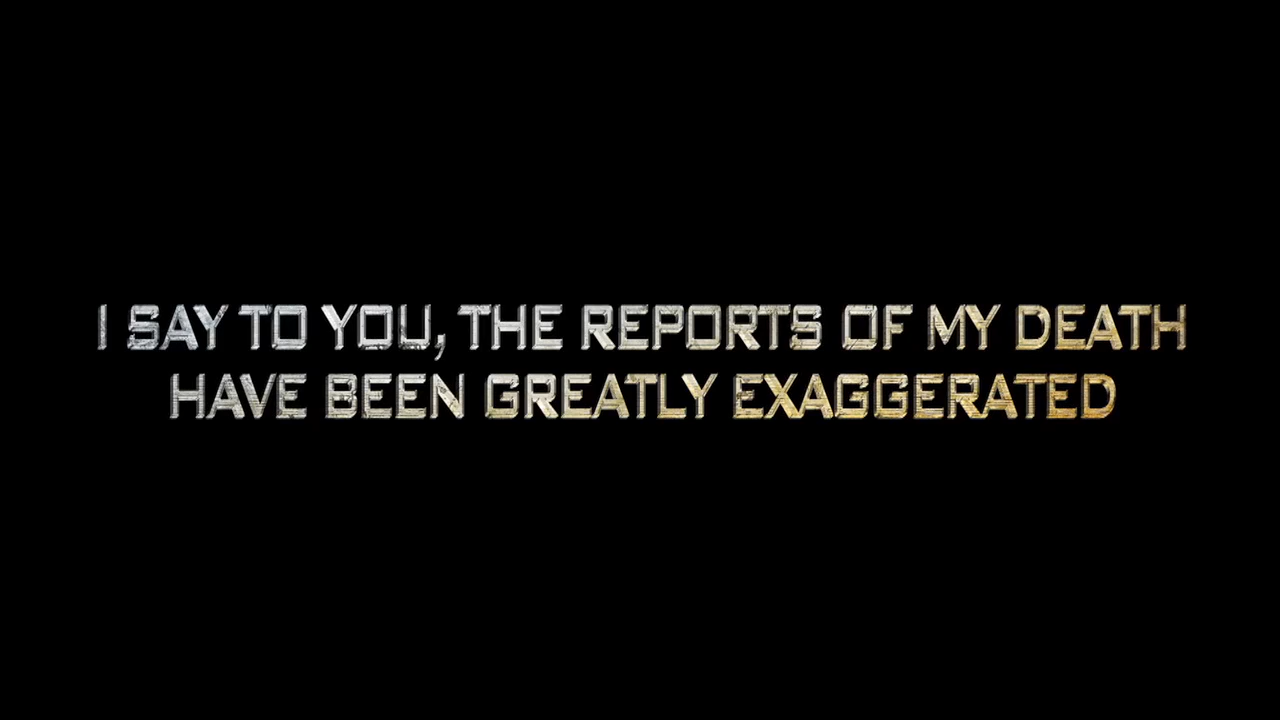 I SAY TO YOU, THE REPORTS OF MY DEATH
HAVE BEEN GREATLY EXAGGERATED